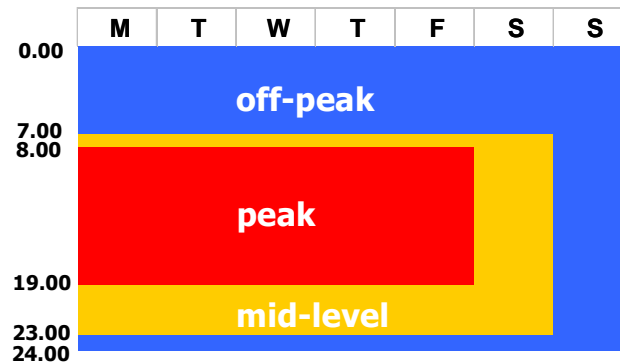 M T W T F S S
0.00
off-peak
7.00
8.00
peak
19.00
mid-level
23.00
24.00